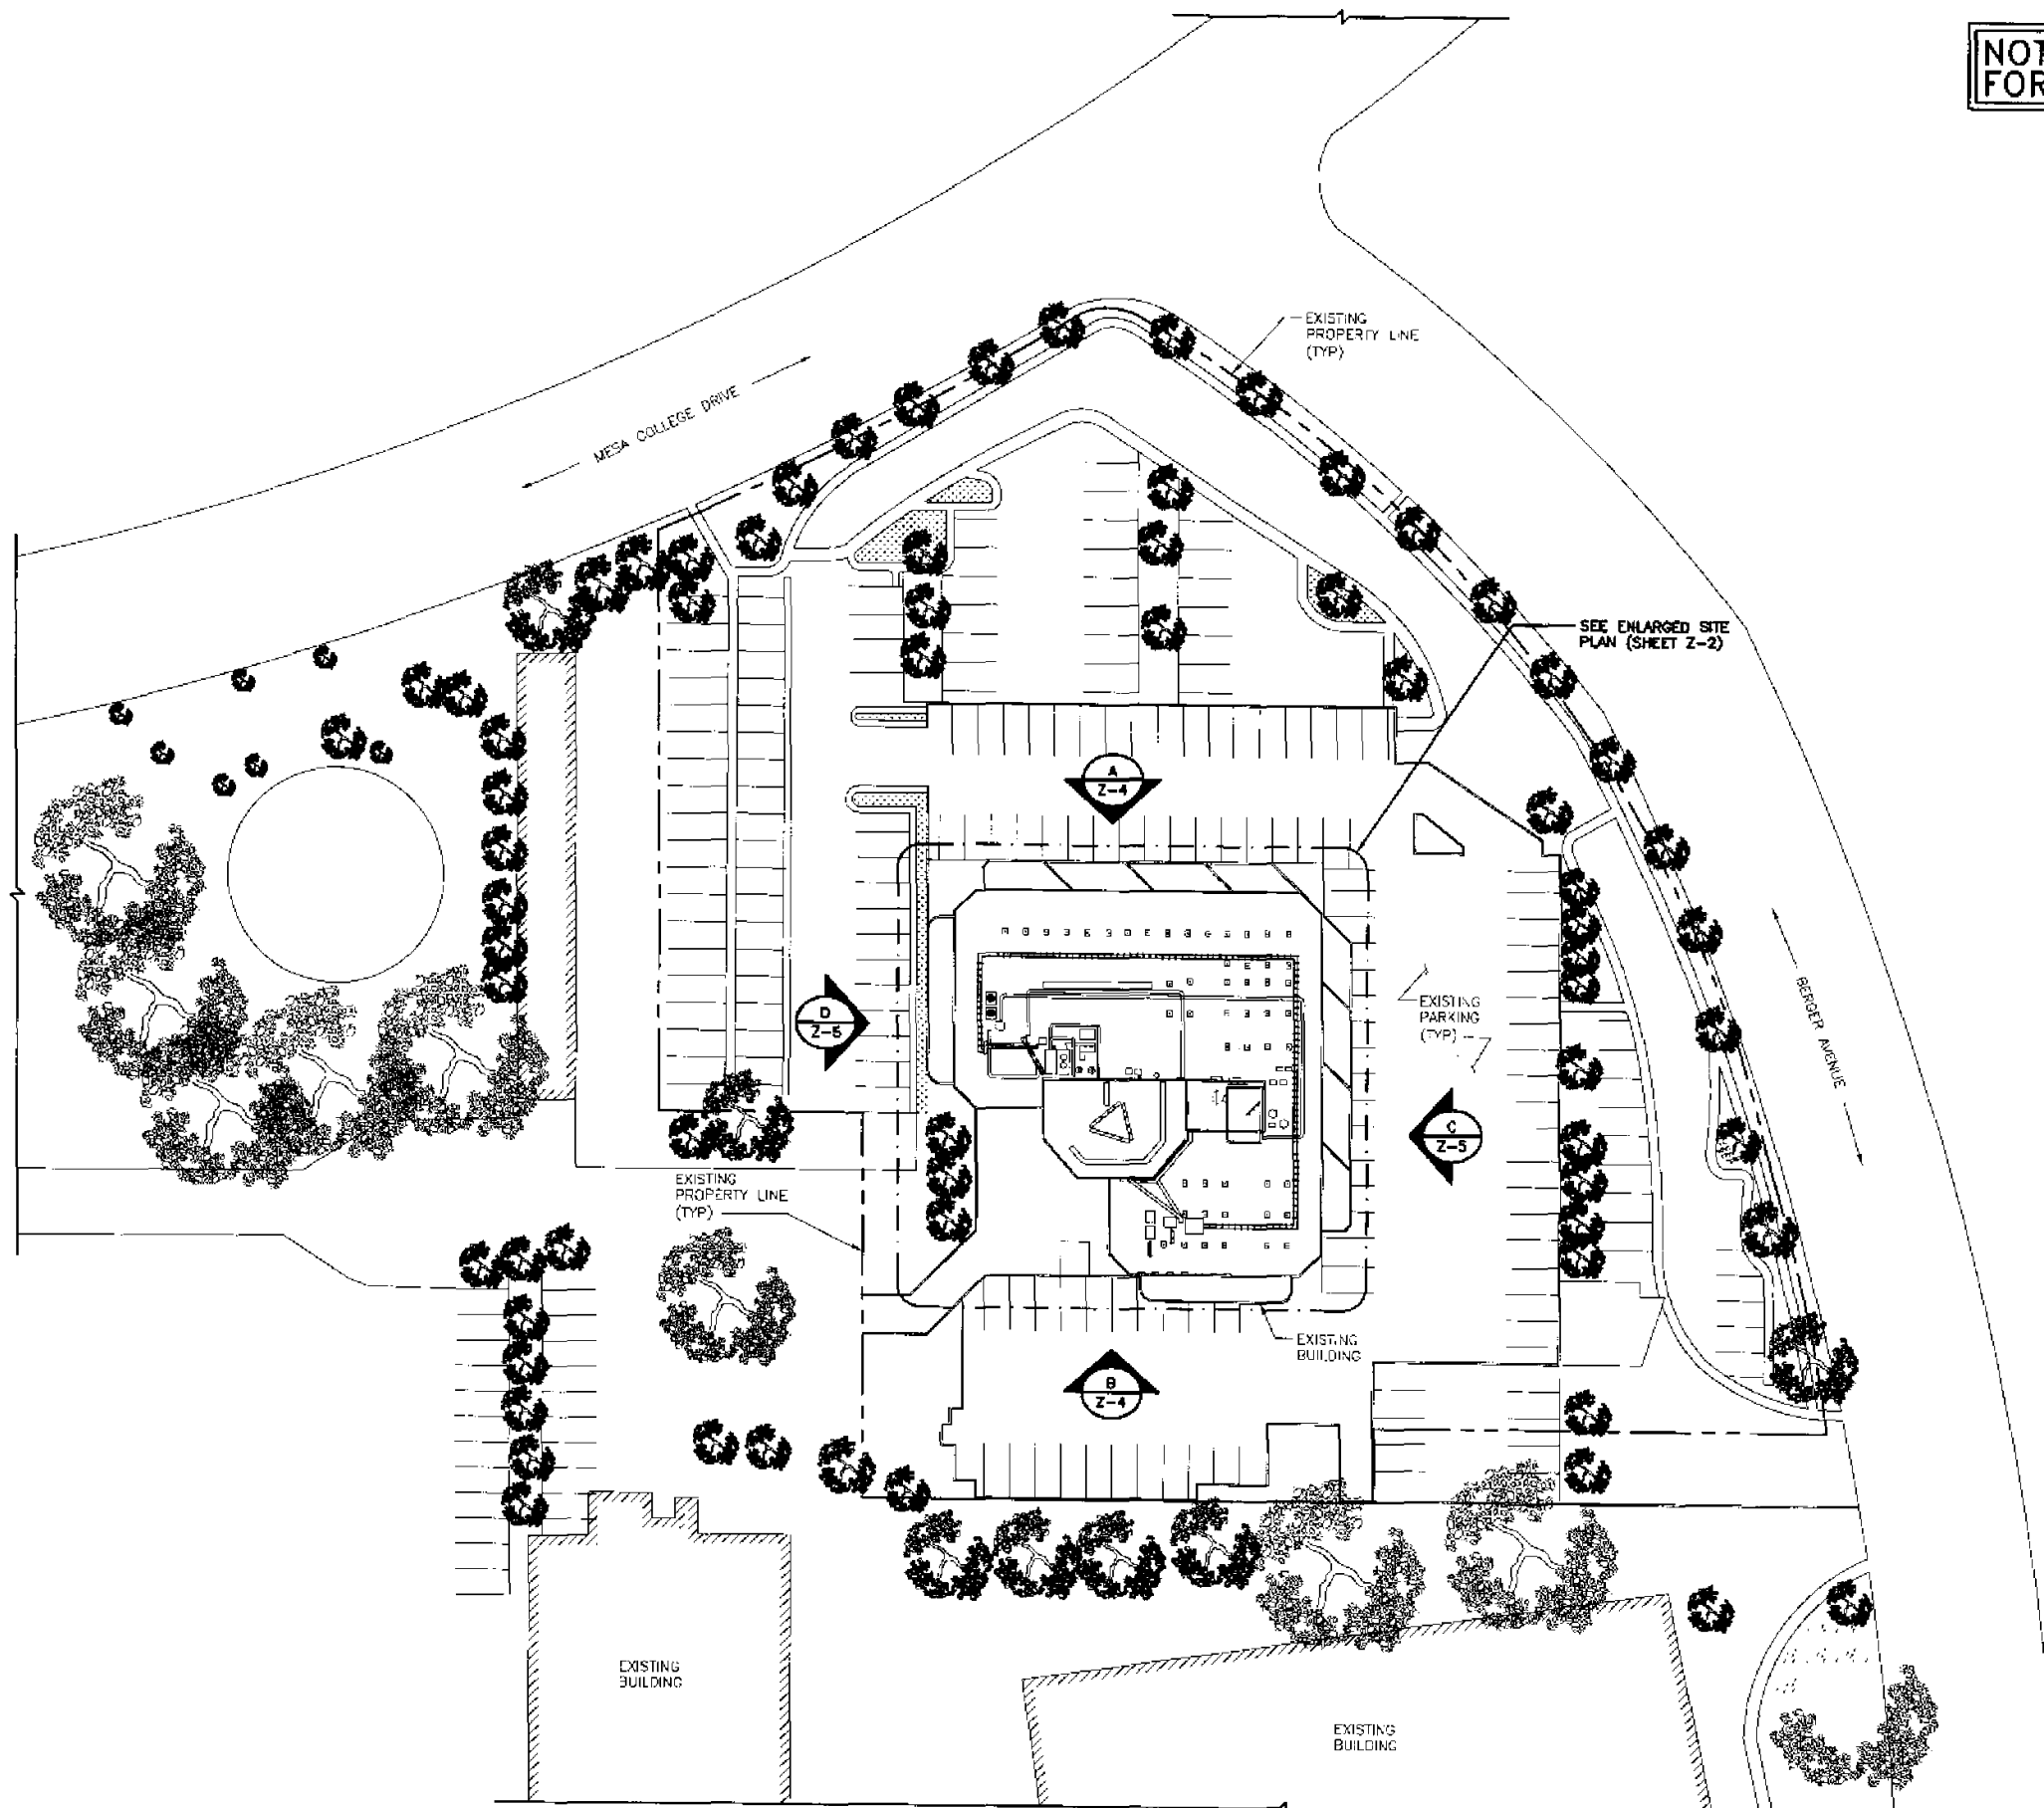 NOT
FOR
EXISTING
PROPERTY LINE
(TYP)
MESA COLLEGE DRIVE
SEE ENLARGED SITE
PLAN (SHEET Z-2)
A
Z-4
D
Z-5
EXISTING
PARKING
(TYP)
BERGER AVENUE
C
Z-5
EXISTING
PROPERTY LINE
(TYP)
EXISTING
BUILDING
B
Z-4
EXISTING
BUILDING
EXISTING
BUILDING